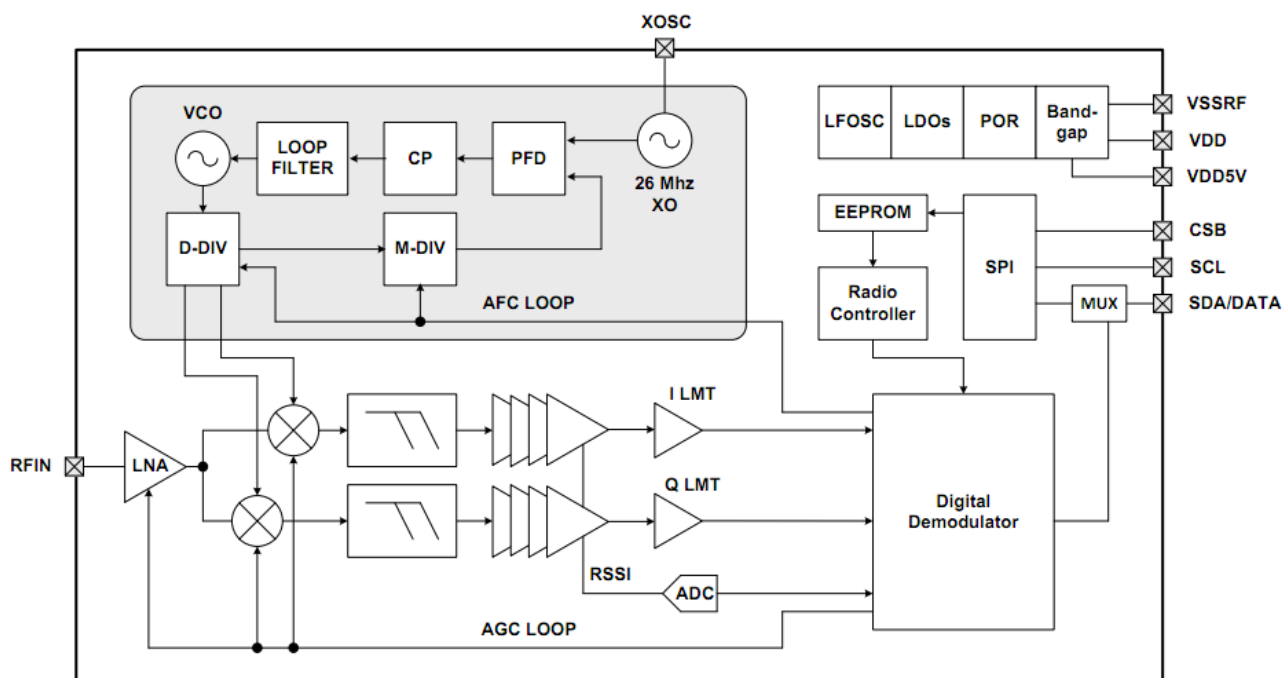 XOSC
VCO
LOOP
FILTER
CP
PFD
26 Mhz
XO
D-DIV
M-DIV
AFC LOOP
LFOSC
LDOs
POR
Band-
gap
VSSRF
VDD
VDD5V
EEPROM
SPI
CSB
SCL
Radio
Controller
MUX
SDA/DATA
RFIN
LNA
I LMT
Q LMT
Digital
Demodulator
RSSI
ADC
AGC LOOP